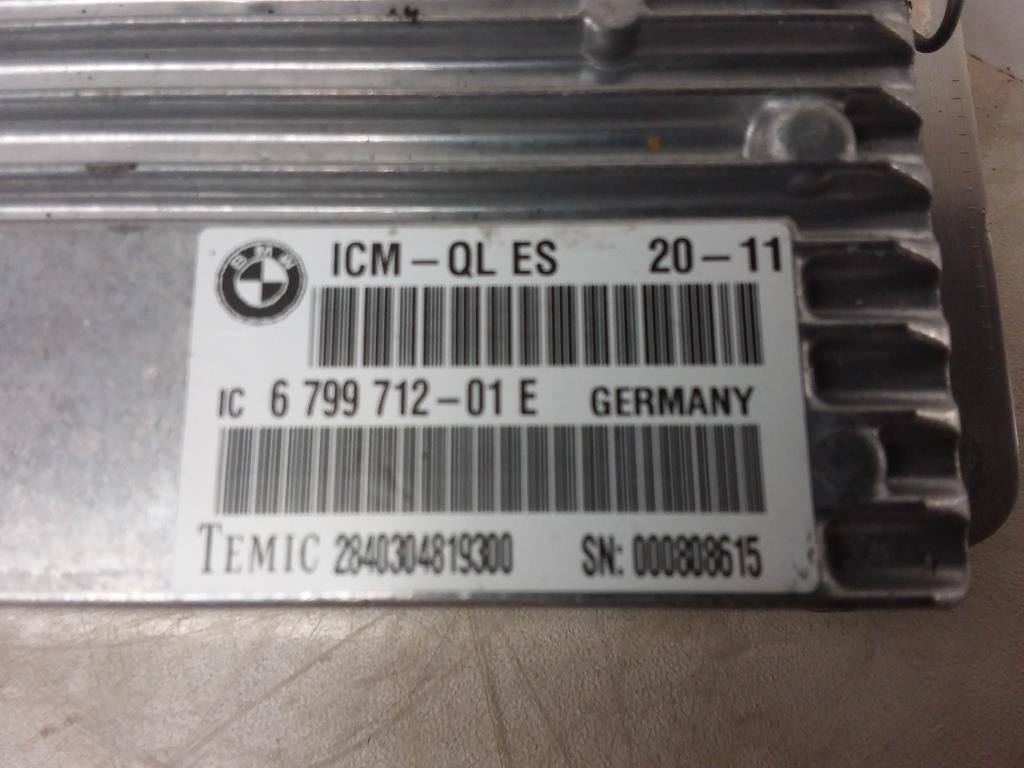 BMW
ICM-QL ES 20-11
IC 6 799 712-01 E GERMANY
TEMIC 2840304819300 SN: 000808615